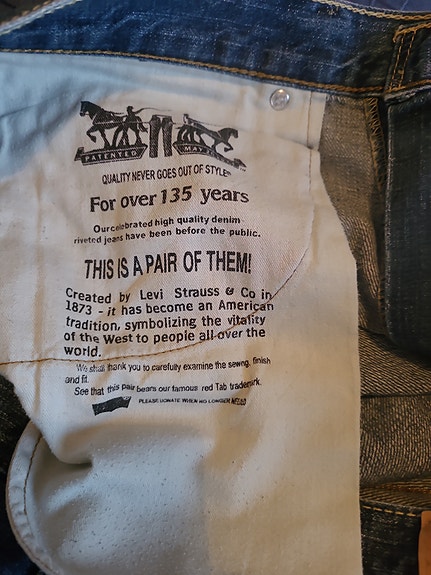 PATENTED MAY
QUALITY NEVER GOES OUT OF STYLE®
For over 135 years
Our celebrated high quality denim
riveted jeans have been before the public.
THIS IS A PAIR OF THEM!
Created by Levi Strauss & Co in
1873 - it has become an American
tradition, symbolizing the vitality
of the West to people all over the
world.
We shall thank you to carefully examine the sewng, finish
and fit.
See that this pair bears our famous red Tab trademark.
PLEASE DONATE WHEN NO LONGER